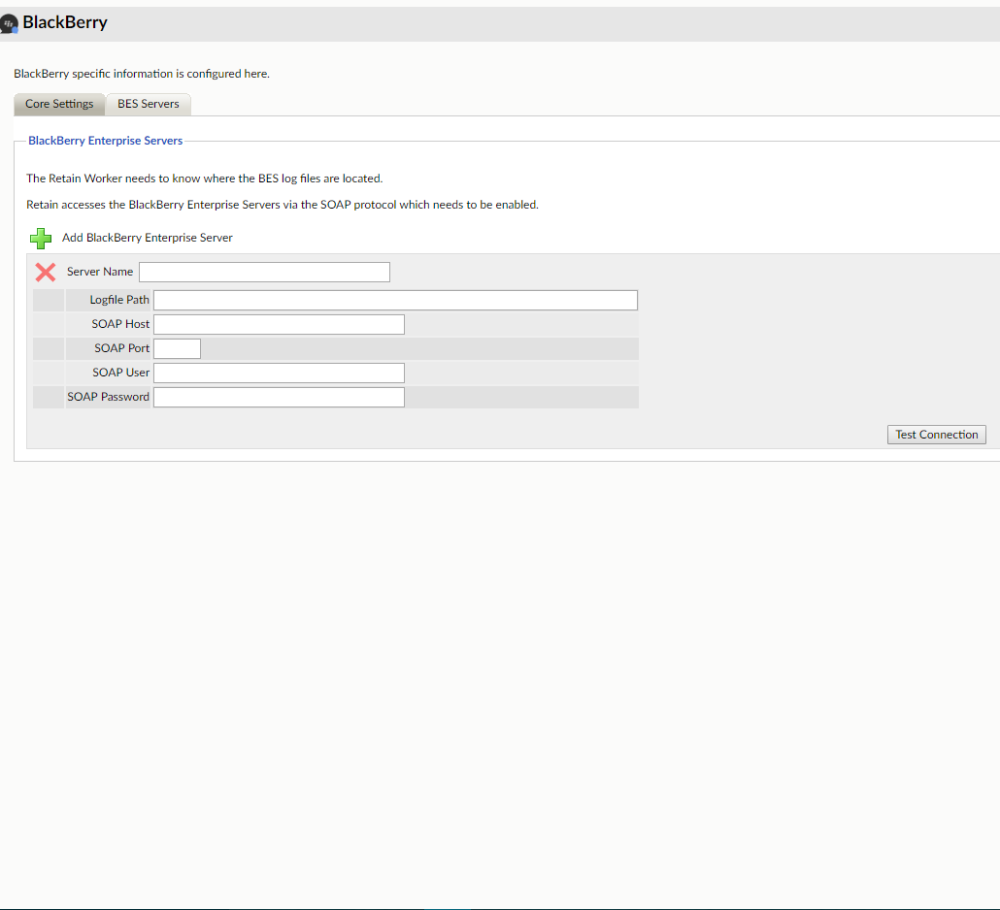 BlackBerry
BlackBerry specific information is configured here.
Core Settings BES Servers
BlackBerry Enterprise Servers
The Retain Worker needs to know where the BES log files are located.
Retain accesses the BlackBerry Enterprise Servers via the SOAP protocol which needs to be enabled.
Add BlackBerry Enterprise Server
Server Name
Logfile Path
SOAP Host
SOAP Port
SOAP User
SOAP Password
Test Connection